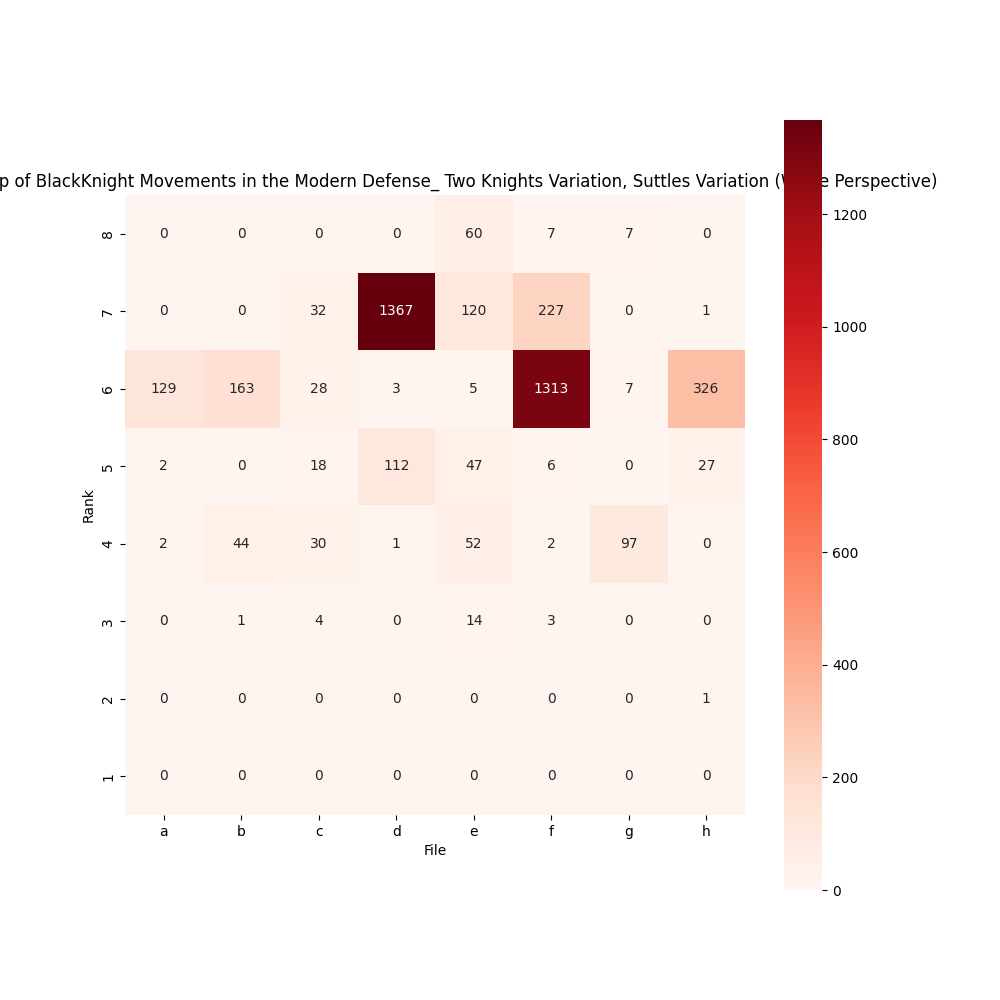 p of BlackKnight Movements in the Modern Defense_ Two Knights Variation, Suttles Variation ( e Perspective)
8 0 0 0 0 60 7 7 0
7 0 0 32 1367 120 227 0 1
6 129 163 28 3 5 1313 7 326
5 2 0 18 112 47 6 0 27
4 2 44 30 1 52 2 97 0
3 0 1 4 0 14 3 0 0
2 0 0 0 0 0 0 0 1
1 0 0 0 0 0 0 0 0
a b c d e f g h
File
Rank
1200
1000
800
600
400
200
0